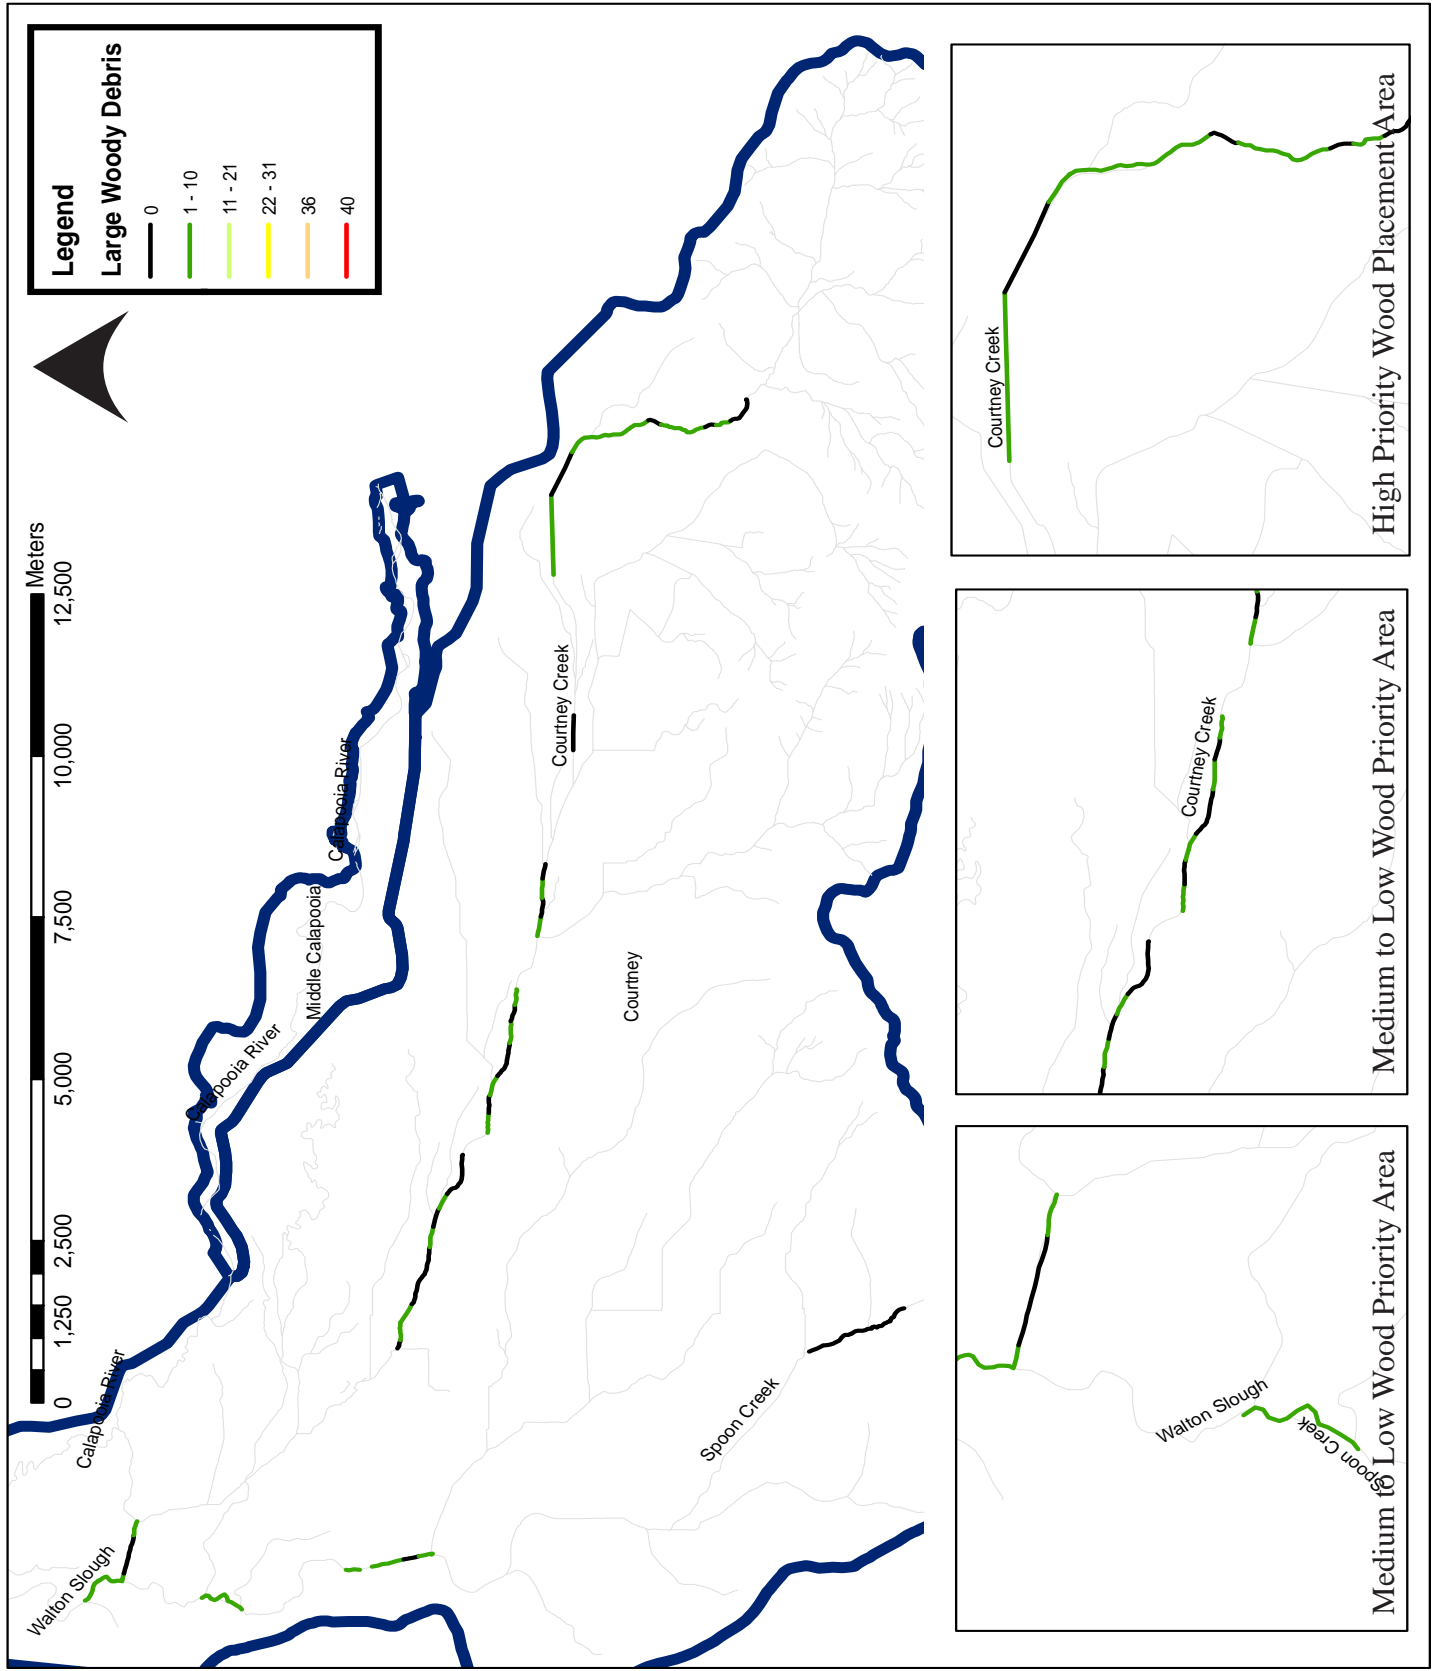 Legend
Large Woody Debris
0
1 - 10
11 - 21
22 - 31
36
40
Meters
0
1,250
2,500
5,000
7,500
10,000
12,500
Calapooia River
Calapooia River
Calapooia River
Middle Calapooia
Courtney Creek
Courtney
Spoon Creek
Walton Slough
Walton Slough
Spoon Creek
Medium to Low Wood Priority Area
Courtney Creek
Medium to Low Wood Priority Area
Courtney Creek
High Priority Wood Placement Area